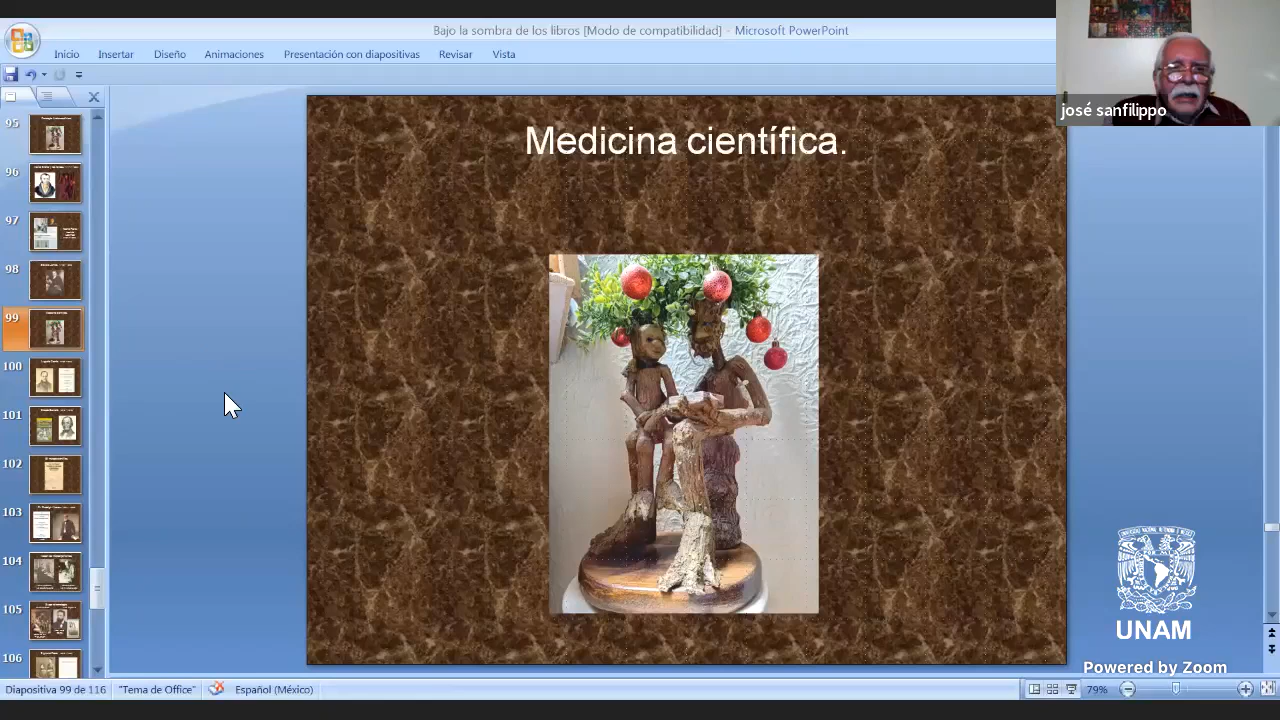 Bajo la sombra de los libros [Modo de compatibilidad] - Microsoft PowerPoint
Inicio Insertar Diseño Animaciones Presentación con diapositivas Revisar Vista
95
96
97
98
99
100
101
102
103
104
105
106
Medicina científica.
josé sanfilippo
UNAM
Powered by Zoom
Diapositiva 99 de 116 "Tema de Office" Español (México) 79%